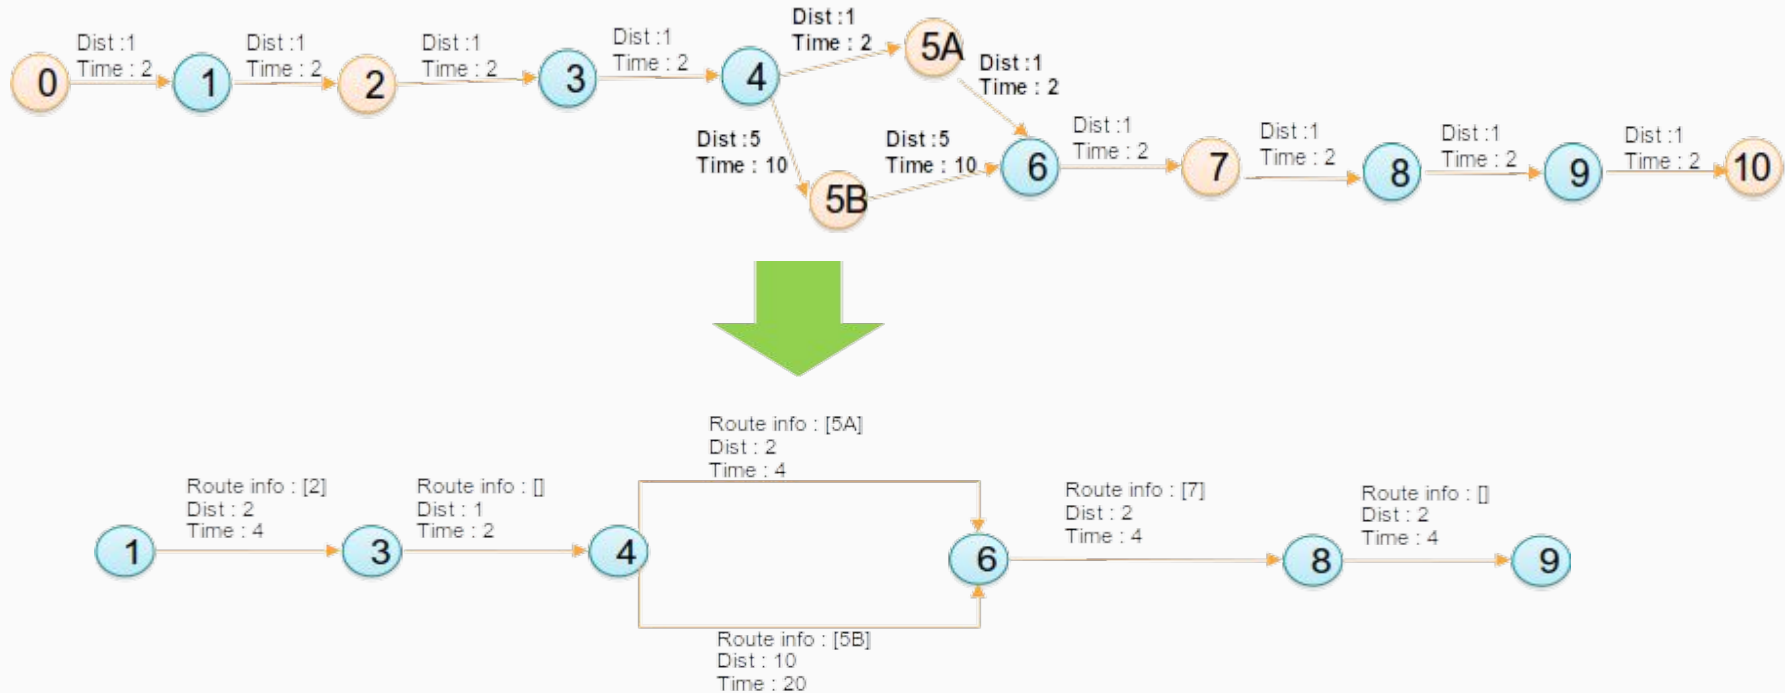 Dist :1
Time : 2
Dist :1
Time : 2
Dist :1
Time : 2
Dist :1
Time : 2
Dist :1
Time : 2
0
1
2
3
4
5A
Dist :1
Time : 2
Dist :5
Time : 10
Dist :5
Time : 10
5B
6
Dist :1
Time : 2
7
Dist :1
Time : 2
8
Dist :1
Time : 2
9
Dist :1
Time : 2
10
Route info : [5A]
Dist : 2
Time : 4
Route info : [2]
Dist : 2
Time : 4
Route info : []
Dist : 1
Time : 2
Route info : [7]
Dist : 2
Time : 4
Route info : []
Dist : 2
Time : 4
1
3
4
6
8
9
Route info : [5B]
Dist : 10
Time : 20